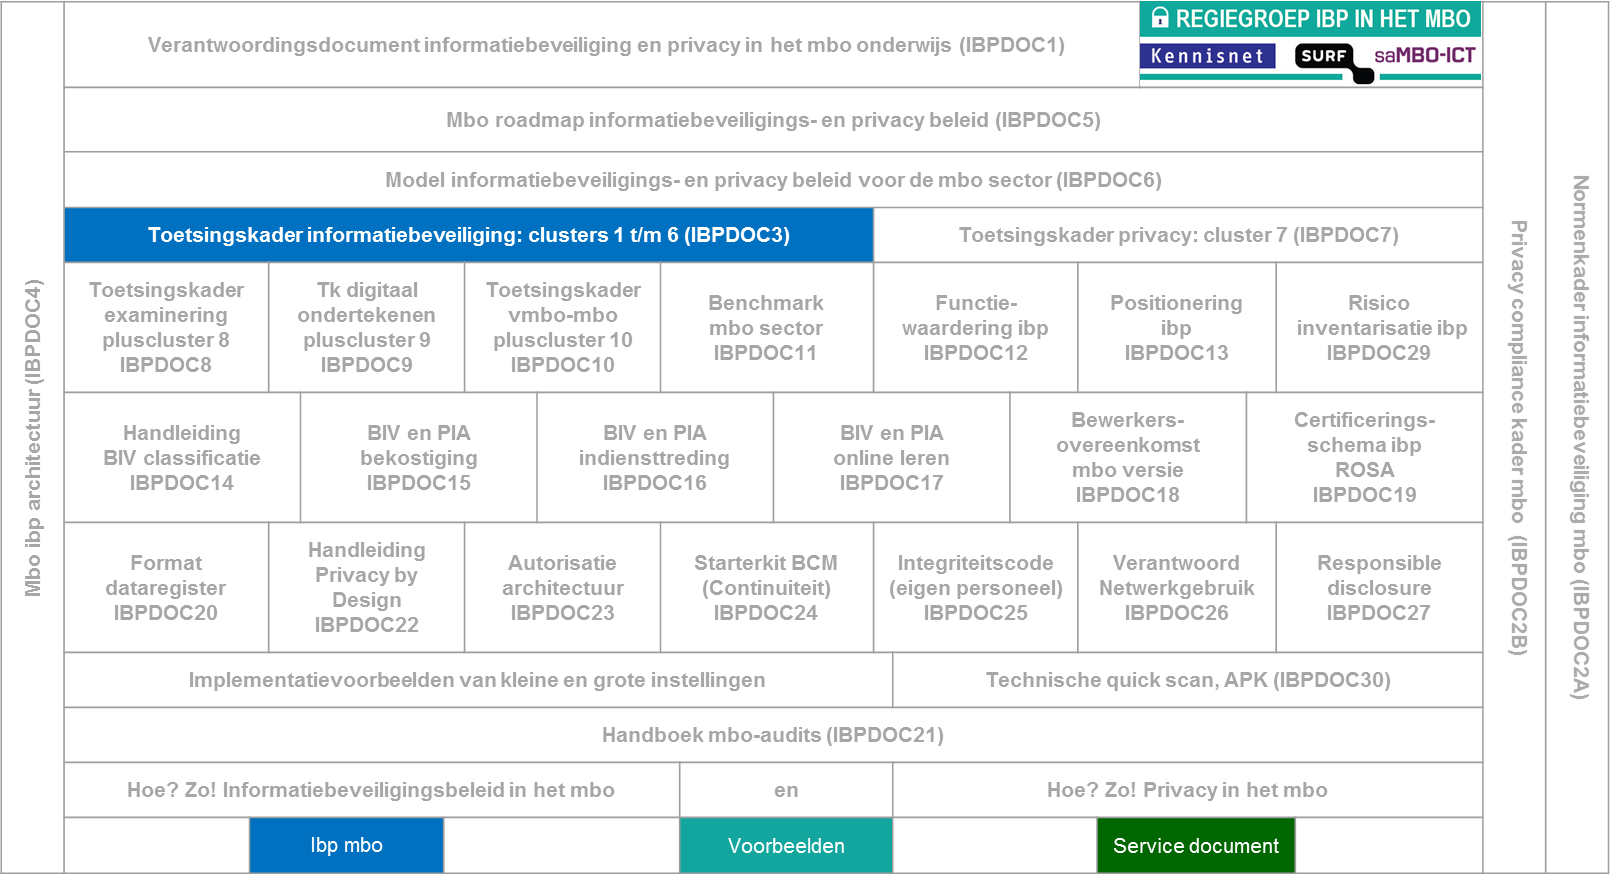 Verantwoordingsdocument informatiebeveiliging en privacy in het mbo onderwijs (IBPDOC1)
REGIEGROEP IBP IN HET MBO
Kennisnet
SURF
saMBO-ICT
Mbo roadmap informatiebeveiligings- en privacy beleid (IBPDOC5)
Model informatiebeveiligings- en privacy beleid voor de mbo sector (IBPDOC6)
Toetsingskader informatiebeveiliging: clusters 1 t/m 6 (IBPDOC3)
Toetsingskader privacy: cluster 7 (IBPDOC7)
Toetsingskader
examinering
pluscluster 8
IBPDOC8
Tk digitaal
ondertekenen
pluscluster 9
IBPDOC9
Toetsingskader
vmbo-mbo
pluscluster 10
IBPDOC10
Benchmark
mbo sector
IBPDOC11
Functie-
waardering ibp
IBPDOC12
Positionering
ibp
IBPDOC13
Risico
inventarisatie ibp
IBPDOC29
Handleiding
BIV classificatie
IBPDOC14
BIV en PIA
bekostiging
IBPDOC15
BIV en PIA
indiensttreding
IBPDOC16
BIV en PIA
online leren
IBPDOC17
Bewerkers-
overeenkomst
mbo versie
IBPDOC18
Certificerings-
schema ibp
ROSA
IBPDOC19
Format
dataregister
IBPDOC20
Handleiding
Privacy by
Design
IBPDOC22
Autorisatie
architectuur
IBPDOC23
Starterkit BCM
(Continuiteit)
IBPDOC24
Integriteitscode
(eigen personeel)
IBPDOC25
Verantwoord
Netwerkgebruik
IBPDOC26
Responsible
disclosure
IBPDOC27
Implementatievoorbeelden van kleine en grote instellingen
Technische quick scan, APK (IBPDOC30)
Handboek mbo-audits (IBPDOC21)
Hoe? Zo! Informatiebeveiligingsbeleid in het mbo
en
Hoe? Zo! Privacy in het mbo
Ibp mbo
Voorbeelden
Service document
Mbo ibp architectuur (IBPDOC4)
Privacy compliance kader mbo (IBPDOC2B)
Normenkader informatiebeveiliging mbo (IBPDOC2A)